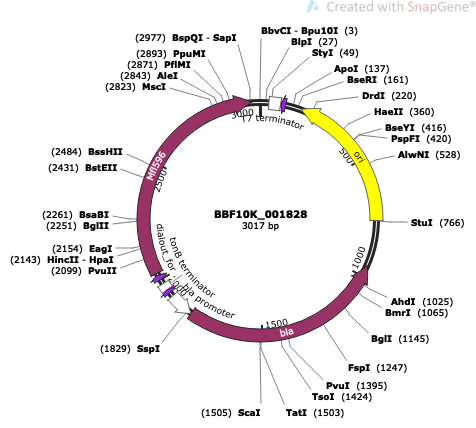 Created with SnapGene®
(2977) BspQI - SapI
(2893) PpuMI
(2871) PflMI
(2843) AleI
(2823) MscI
(2484) BssHII
(2431) BstEII
(2261) BsaBI
(2251) BglII
(2154) EagI
(2143) HincII - HpaI
(2099) PvuII
(1829) SspI
(1505) ScaI
BbvCI - Bpu10I (3)
BlpI (27)
StyI (49)
ApoI (137)
BseRI (161)
DrdI (220)
HaeII (360)
BseYI (416)
PspFI (420)
AlwNI (528)
StuI (766)
AhdI (1025)
BmrI (1065)
BglI (1145)
FspI (1247)
PvuI (1395)
TsoI (1424)
TatI (1503)
BBF10K_001828
3017 bp
T7 terminator
ori
bla
bla promoter
tonB terminator
dialout_for
500
1000
1500
2000
2500
3000